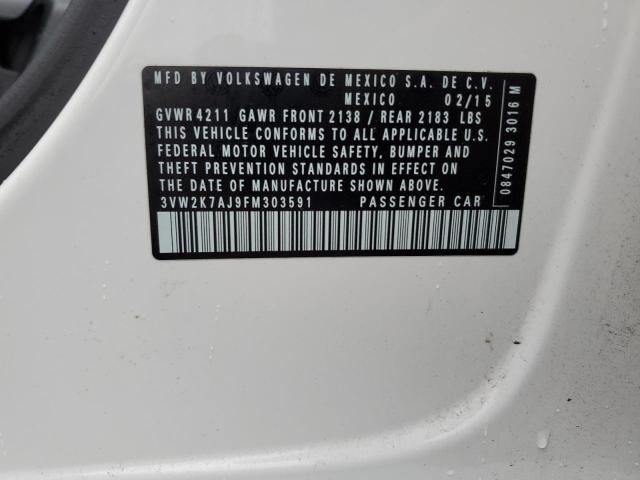 MFD BY VOLKSWAGEN DE MEXICO S.A. DE C.V.
MEXICO 02/15
GVWR 4211 GAWR FRONT 2138 / REAR 2183 LBS
THIS VEHICLE CONFORMS TO ALL APPLICABLE U.S.
FEDERAL MOTOR VEHICLE SAFETY, BUMPER AND
THEFT PREVENTION STANDARDS IN EFFECT ON
THE DATE OF MANUFACTURE SHOWN ABOVE.
3VW2K7AJ9FM303591 PASSENGER CAR
0847029 3016 M